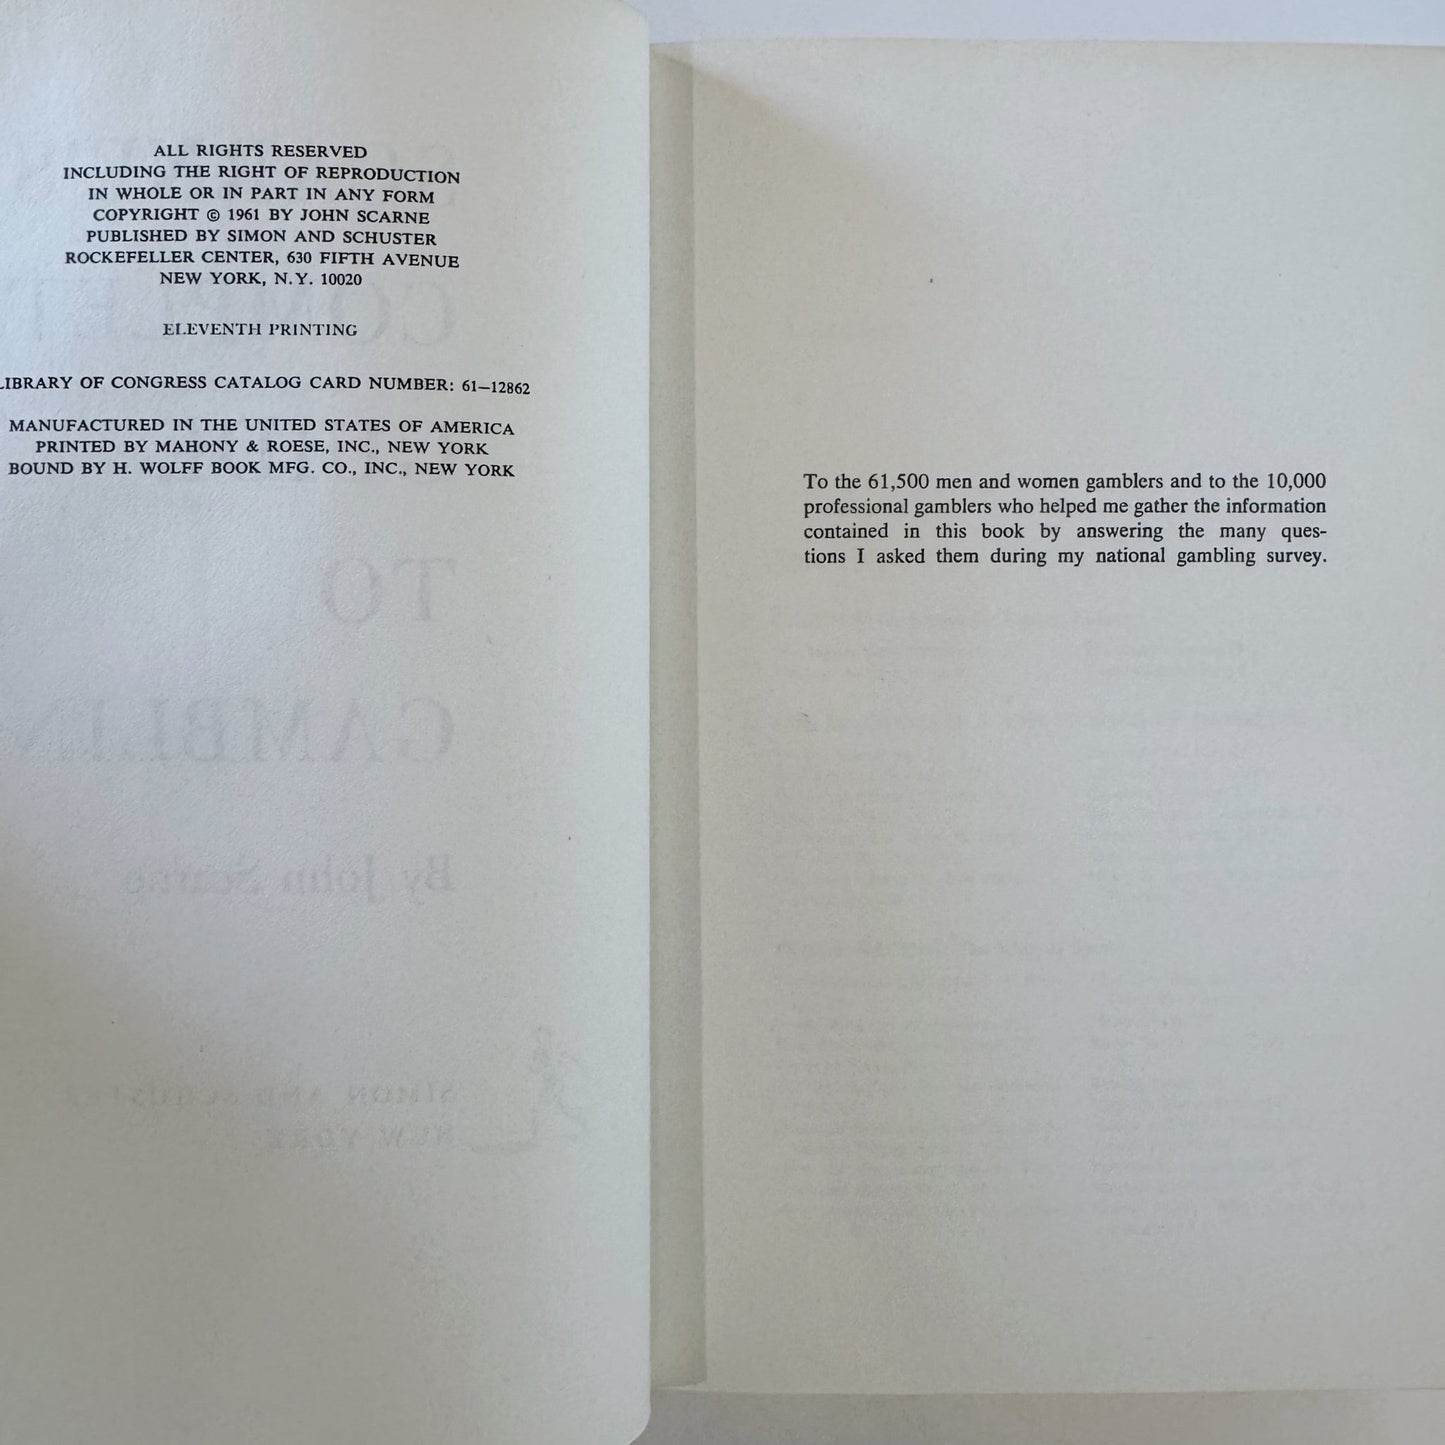 ALL RIGHTS RESERVED
INCLUDING THE RIGHT OF REPRODUCTION
IN WHOLE OR IN PART IN ANY FORM
COPYRIGHT © 1961 BY JOHN SCARNE
PUBLISHED BY SIMON AND SCHUSTER
ROCKEFELLER CENTER, 630 FIFTH AVENUE
NEW YORK, N.Y. 10020
ELEVENTH PRINTING
LIBRARY OF CONGRESS CATALOG CARD NUMBER: 61–12862
MANUFACTURED IN THE UNITED STATES OF AMERICA
PRINTED BY MAHONY & ROESE, INC., NEW YORK
BOUND BY H. WOLFF BOOK MFG. CO., INC., NEW YORK
To the 61,500 men and women gamblers and to the 10,000
professional gamblers who helped me gather the information
contained in this book by answering the many ques-
tions I asked them during my national gambling survey.